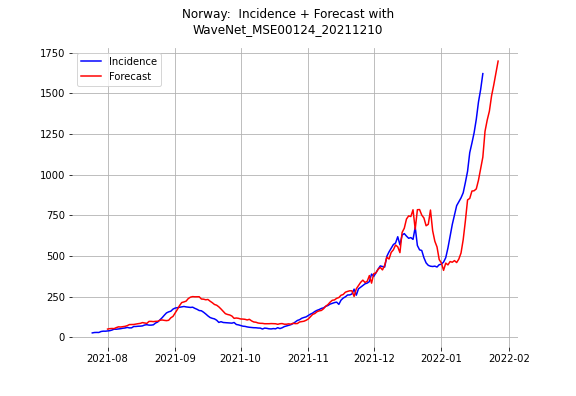 Norway:  Incidence + Forecast with
WaveNet_MSE00124_20211210
Incidence
Forecast
1750
1500
1250
1000
750
500
250
0
2021-08 2021-09 2021-10 2021-11 2021-12 2022-01 2022-02